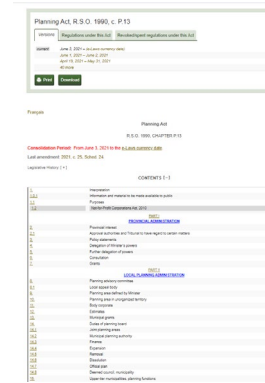 Planning Act, R.S.O. 1990, c. P.13
Versions Regulations under this Act Revoked/spent regulations under this Act
current June 3, 2021 – (e-Laws currency date)
June 1, 2021 – June 2, 2021
April 19, 2021 – May 31, 2021
40 more
Print Download
Français
Planning Act
R.S.O. 1990, CHAPTER P.13
Consolidation Period: From June 3, 2021 to the e-Laws currency date.
Last amendment: 2021, c. 25, Sched. 24.
Legislative History: [+]
CONTENTS [-]
1. Interpretation
1.0.1 Information and material to be made available to public
1.1 Purposes
1.2 Not-for-Profit Corporations Act, 2010
PART I
PROVINCIAL ADMINISTRATION
2. Provincial interest
2.1 Approval authorities and Tribunal to have regard to certain matters
3. Policy statements
4. Delegation of Minister's powers
5. Further delegation of powers
6. Consultation
7. Grants
PART II
LOCAL PLANNING ADMINISTRATION
8. Planning advisory committee
8.1 Local appeal body
9. Planning area defined by Minister
10. Planning area in unorganized territory
11. Body corporate
12. Estimates
13. Municipal grants
14. Duties of planning board
14.1 Joint planning areas
14.2 Municipal planning authority
14.3 Finance
14.4 Expansion
14.5 Removal
14.6 Dissolution
14.7 Official plan
14.8 Deemed council, municipality
15. Upper-tier municipalities, planning functions